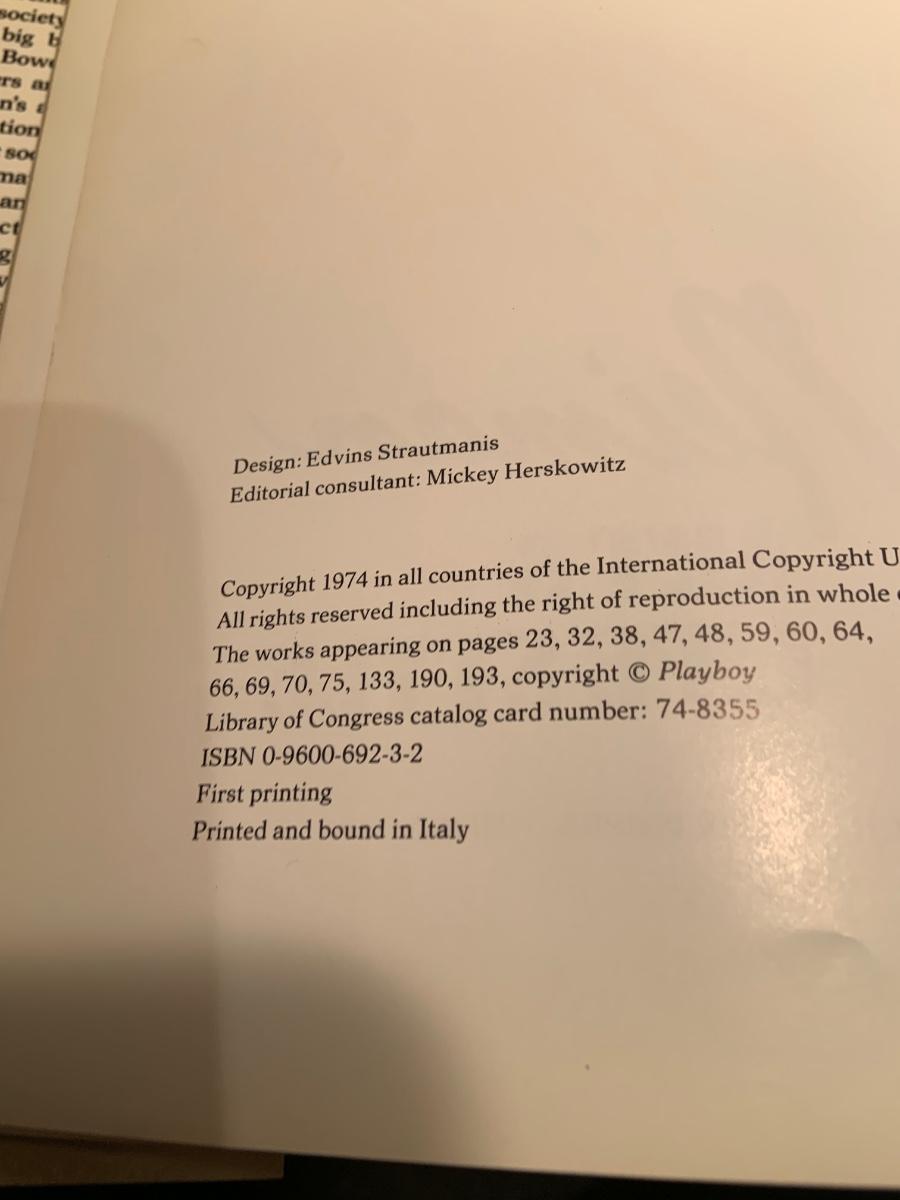 society
big
Design: Edvins Strautmanis
Editorial consultant: Mickey Herskowitz
Copyright 1974 in all countries of the International Copyright
All rights reserved including the right of reproduction in whole
The works appearing on pages 23, 32, 38, 47, 48, 59, 60, 64,
66, 69, 70, 75, 133, 190, 193, copyright © Playboy
Library of Congress catalog card number: 74-8355
ISBN 0-9600-692-3-2
First printing
Printed and bound in Italy